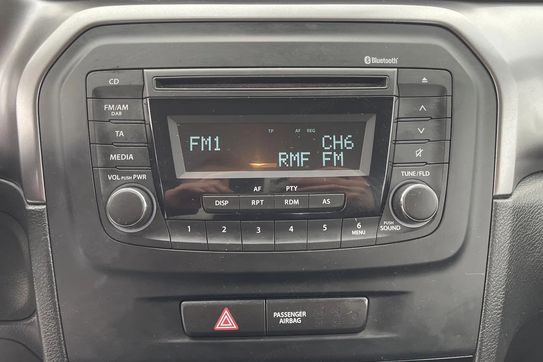 Bluetooth
CD
FM/AM
DAB
TA
MEDIA
VOL PUSH PWR
TP AF REG
FM1 CH6
RMF FM
AF PTY
DISP RPT RDM AS
1 2 3 4 5 6
MENU
TUNE/FLD
PUSH
SOUND
PASSENGER
AIRBAG